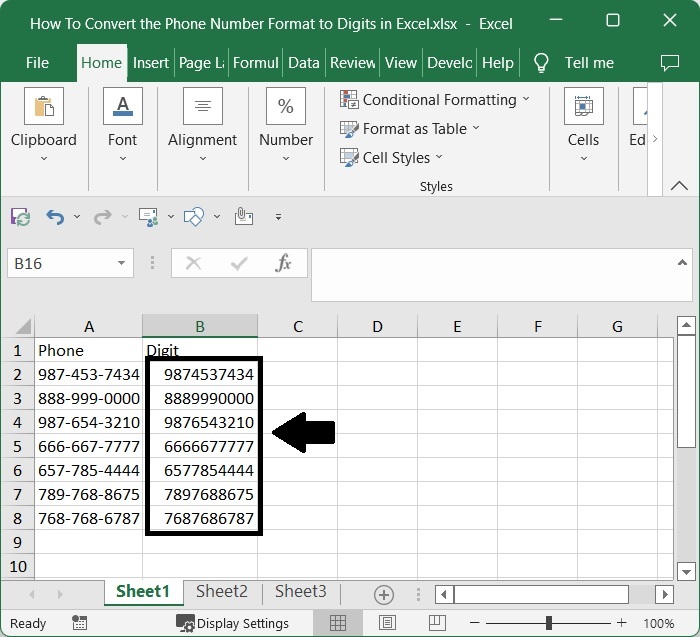 How To Convert the Phone Number Format to Digits in Excel.xlsx - Excel
File Home Insert Page La Formul Data Review View Develc Help Tell me
Clipboard Font Alignment Number Conditional Formatting Format as Table Cell Styles Styles Cells Ed
B16 fx
A B C D E F G
1 Phone Digit
2 987-453-7434 9874537434
3 888-999-0000 8889990000
4 987-654-3210 9876543210
5 666-667-7777 6666677777
6 657-785-4444 6577854444
7 789-768-8675 7897688675
8 768-768-6787 7687686787
9
10
Sheet1 Sheet2 Sheet3
Ready Display Settings 100%